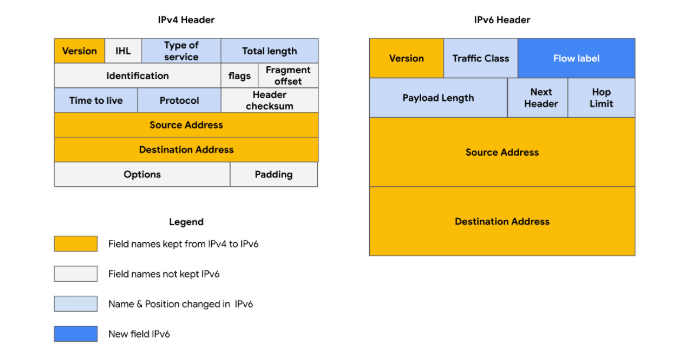 IPv4 Header
Version
IHL
Type of
service
Total length
Identification
flags
Fragment
offset
Time to live
Protocol
Header
checksum
Source Address
Destination Address
Options
Padding
IPv6 Header
Version
Traffic Class
Flow label
Payload Length
Next
Header
Hop
Limit
Source Address
Destination Address
Legend
Field names kept from IPv4 to IPv6
Field names not kept IPv6
Name & Position changed in IPv6
New field IPv6